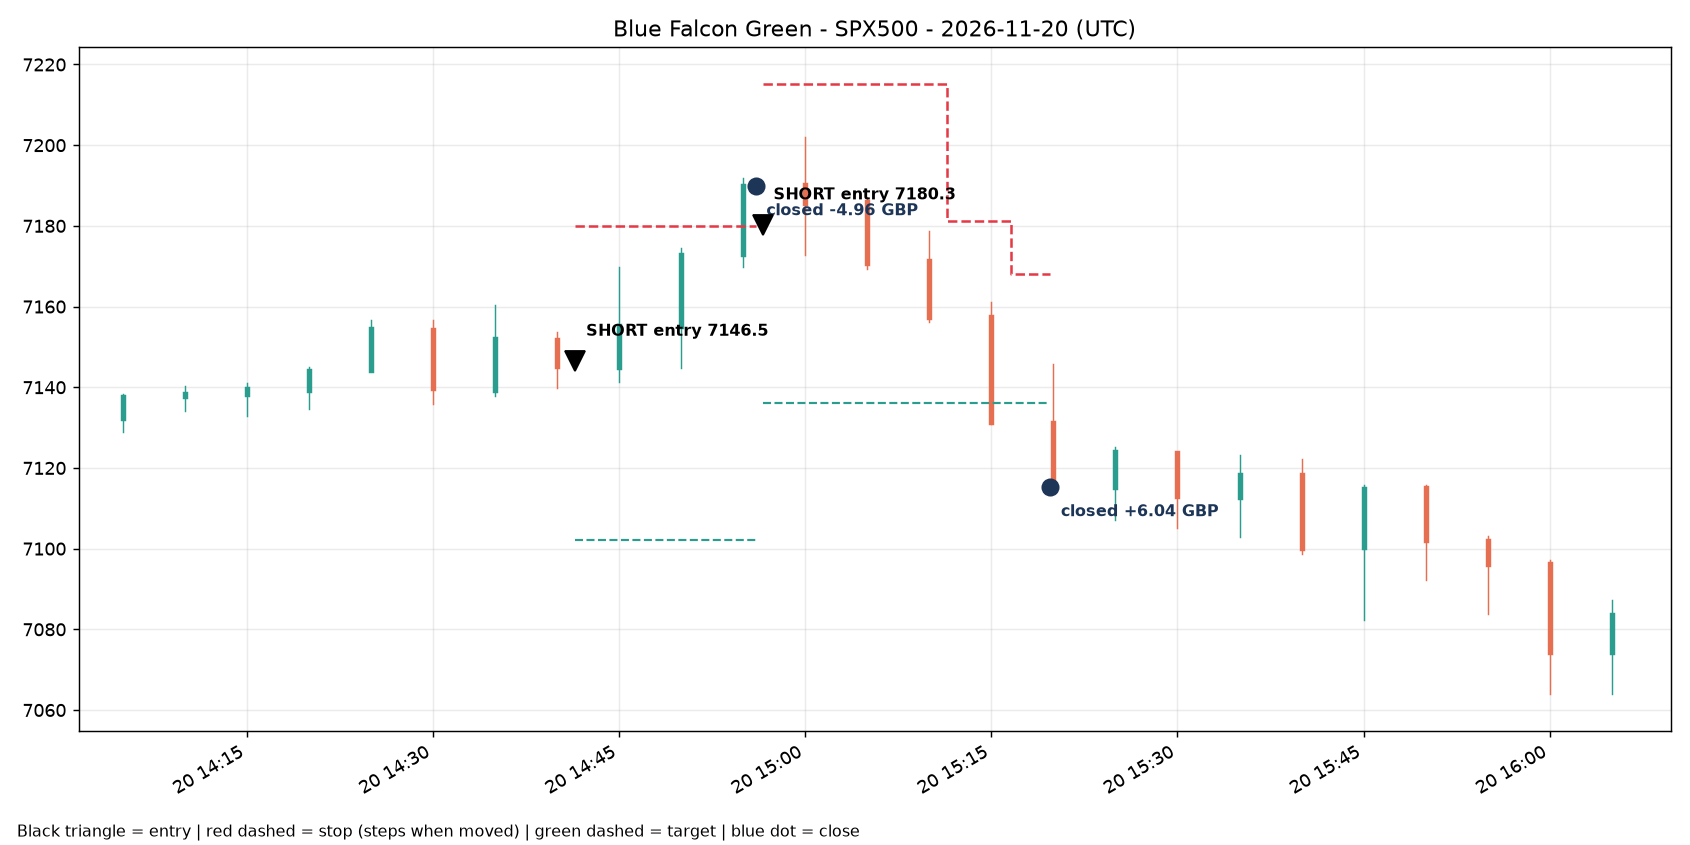 Blue Falcon Green - SPX500 - 2026-11-20 (UTC)
7220
7200
7180
7160
7140
7120
7100
7080
7060
SHORT entry 7180.3
closed -4.96 GBP
SHORT entry 7146.5
closed +6.04 GBP
20 14:15
20 14:30
20 14:45
20 15:00
20 15:15
20 15:30
20 15:45
20 16:00
Black triangle = entry | red dashed = stop (steps when moved) | green dashed = target | blue dot = close